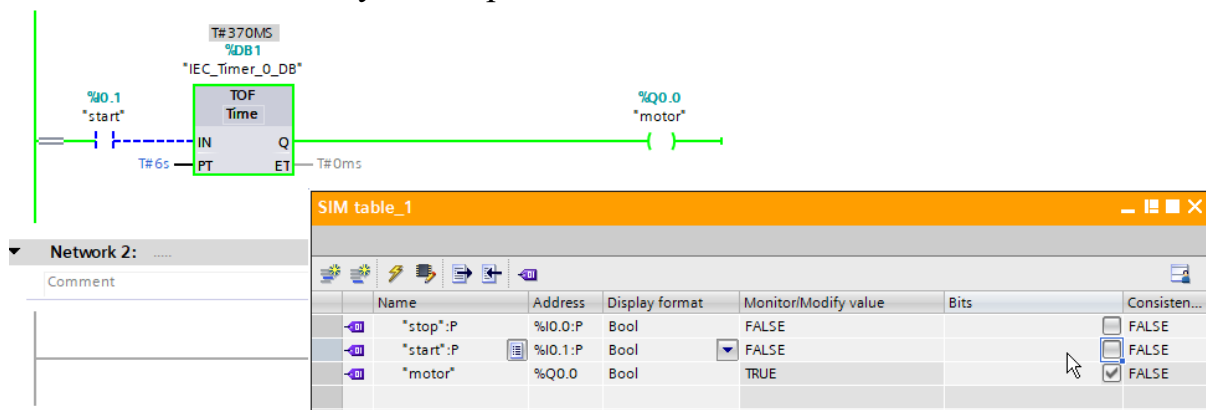 T#370MS
%DB1
"IEC_Timer_0_DB"
%I0.1
"start"
TOF
Time
IN
Q
T#6s
PT
ET
T#0ms
%Q0.0
"motor"
Network 2: .....
Comment
SIM table_1
Name Address Display format Monitor/Modify value Bits Consisten...
"stop":P %I0.0:P Bool FALSE FALSE
"start":P %I0.1:P Bool FALSE FALSE
"motor" %Q0.0 Bool TRUE FALSE